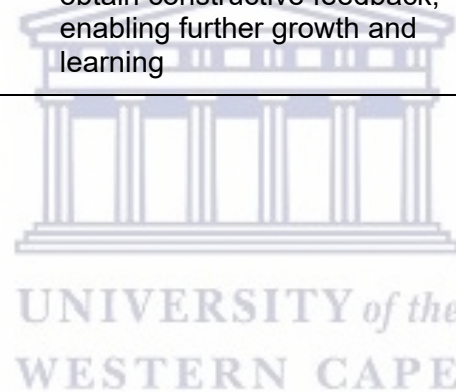 obtain constructive feedback,
enabling further growth and
learning
UNIVERSITY of the
WESTERN CAPE